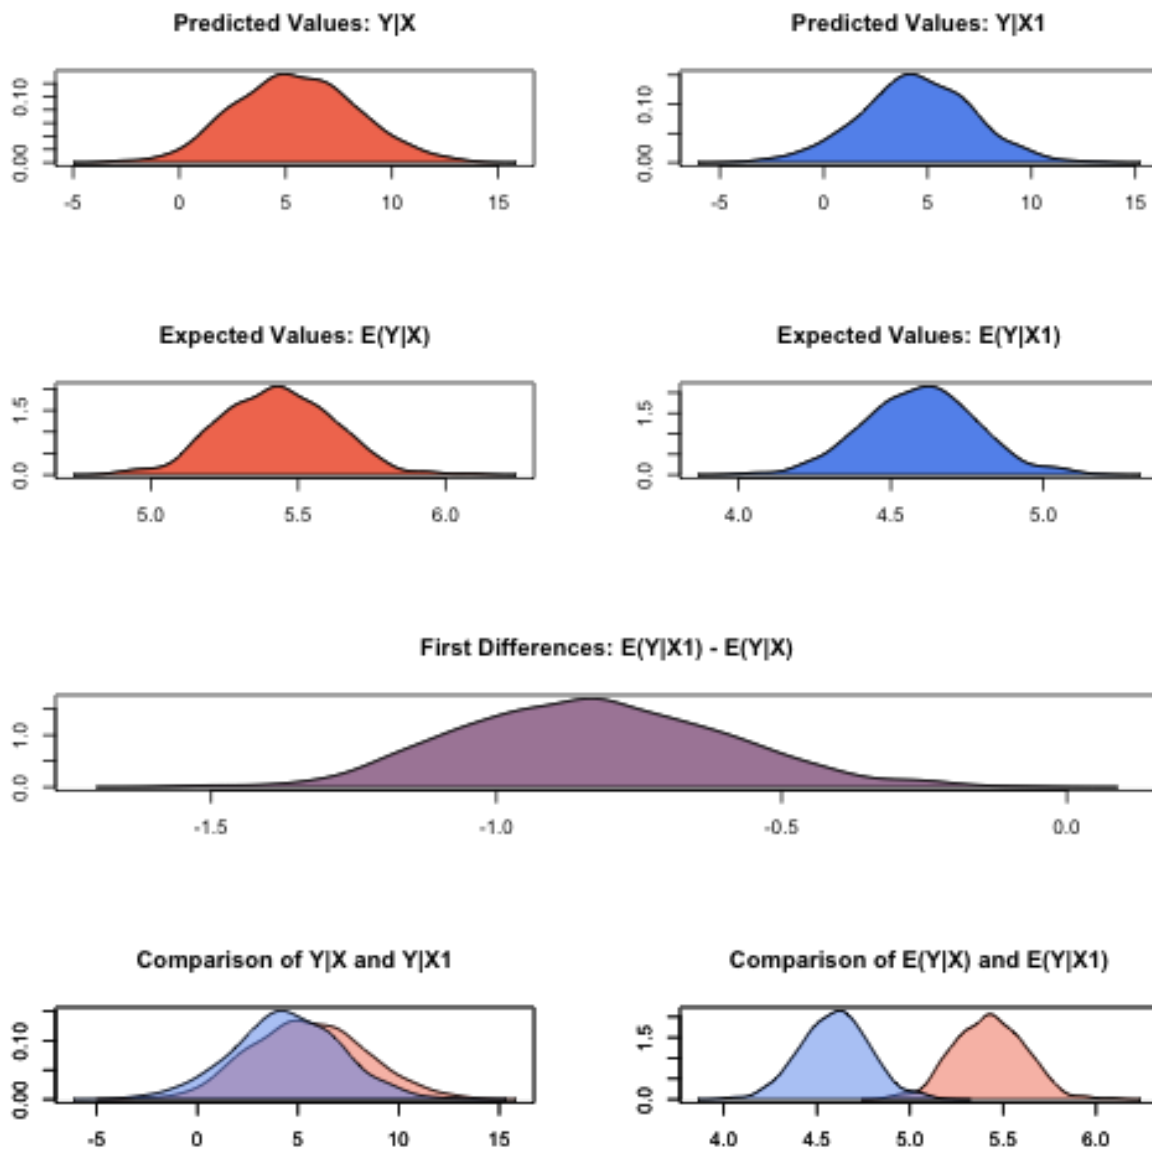 Predicted Values: Y|X
0.00 0.10
-5 0 5 10 15
Predicted Values: Y|X1
0.00 0.10
-5 0 5 10 15
Expected Values: E(Y|X)
0.0 1.5
5.0 5.5 6.0
Expected Values: E(Y|X1)
0.0 1.5
4.0 4.5 5.0
First Differences: E(Y|X1) - E(Y|X)
0.0 1.0
-1.5 -1.0 -0.5 0.0
Comparison of Y|X and Y|X1
0.00 0.10
-5 0 5 10 15
Comparison of E(Y|X) and E(Y|X1)
0.0 1.5
4.0 4.5 5.0 5.5 6.0